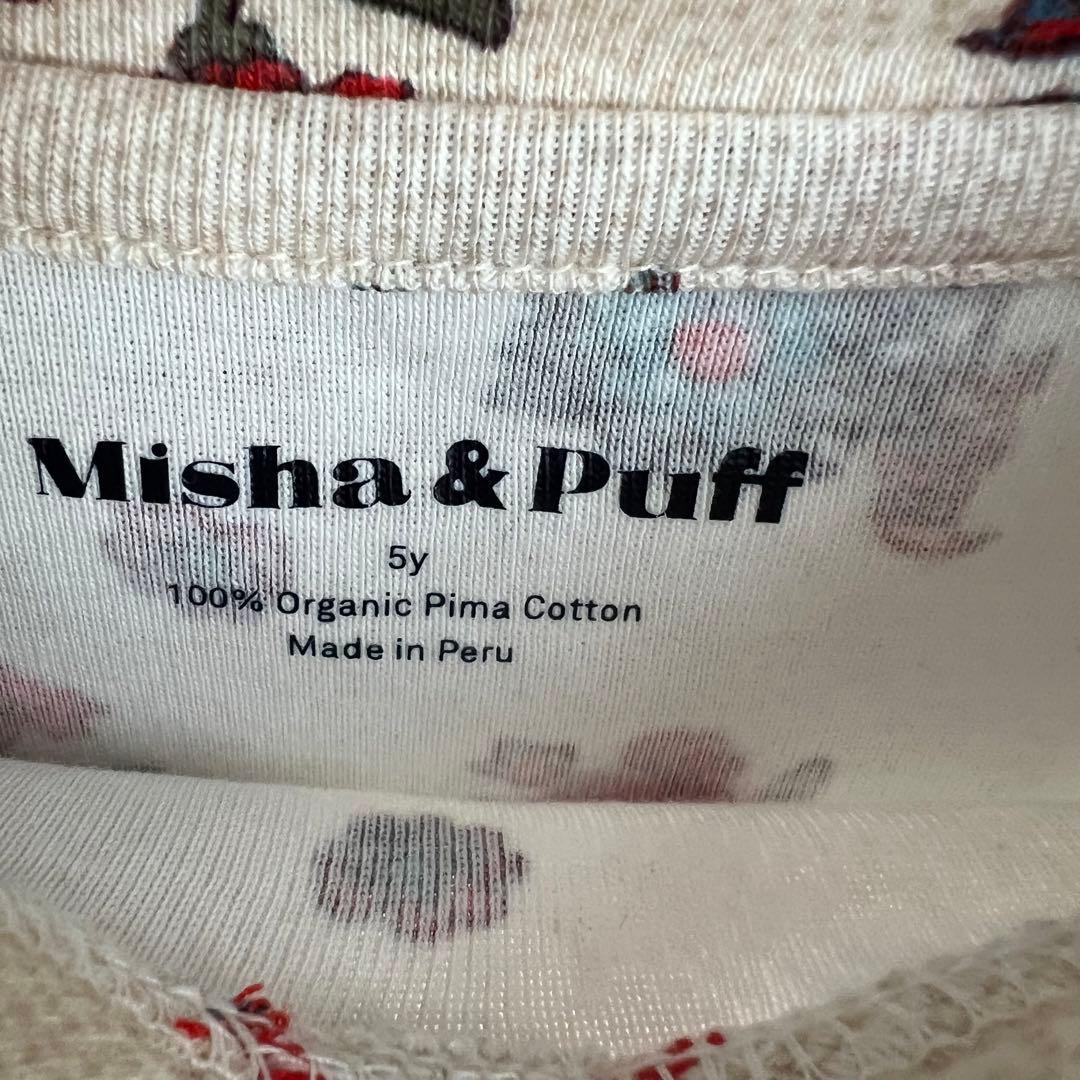 Misha & Puff
5y
100% Organic Pima Cotton
Made in Peru